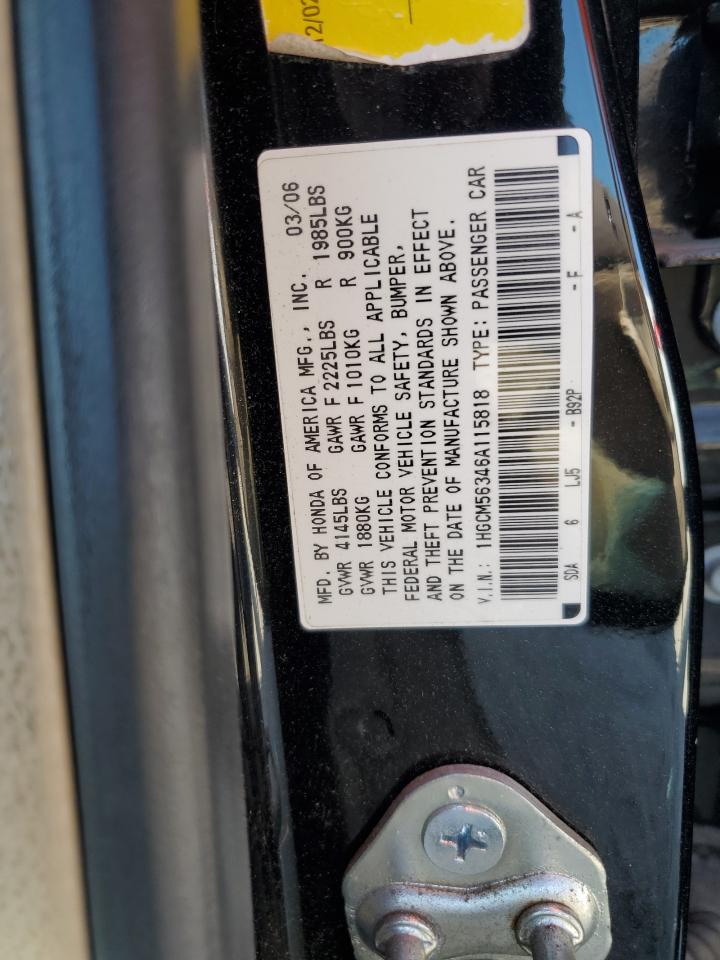 12/02
MFD. BY HONDA OF AMERICA MFG., INC. 03/06
GVWR 4145LBS GAWR F 2225LBS R 1985LBS
GVWR 1880KG GAWR F 1010KG R 900KG
THIS VEHICLE CONFORMS TO ALL APPLICABLE
FEDERAL MOTOR VEHICLE SAFETY, BUMPER,
AND THEFT PREVENTION STANDARDS IN EFFECT
ON THE DATE OF MANUFACTURE SHOWN ABOVE.
V.I.N.: 1HGCM56346A115818 TYPE: PASSENGER CAR
SDA 6 LJ5 - B92P - F - A